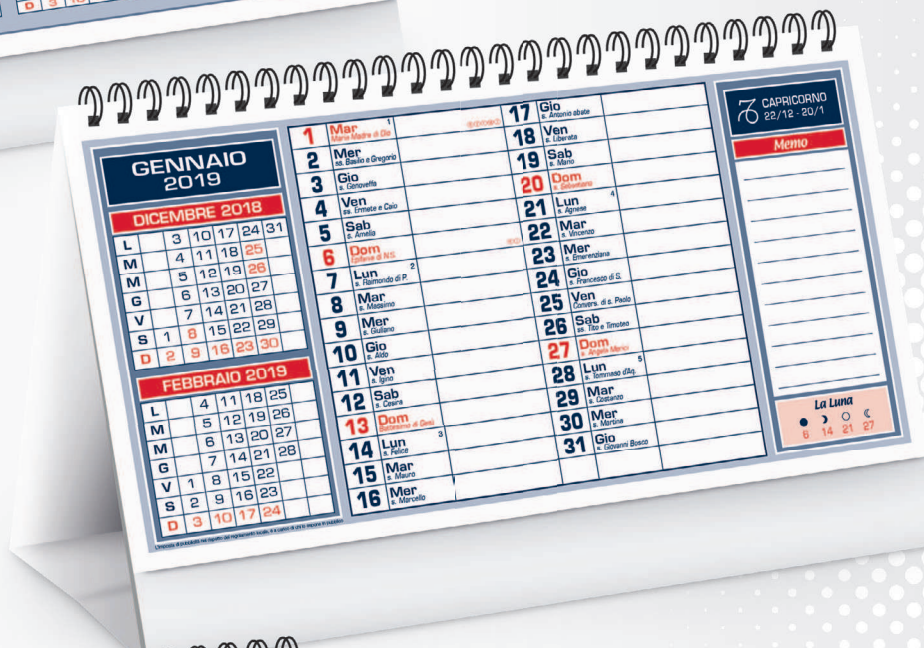 GENNAIO
2019
DICEMBRE 2018
L 3 10 17 24 31
M 4 11 18 25
M 5 12 19 26
G 6 13 20 27
V 7 14 21 28
S 1 8 15 22 29
D 2 9 16 23 30
FEBBRAIO 2019
L 4 11 18 25
M 5 12 19 26
M 6 13 20 27
G 7 14 21 28
V 1 8 15 22
S 2 9 16 23
D 3 10 17 24
1 Mar 1
Maria Madre di Dio
2 Mer
ss. Basilio e Gregorio
3 Gio
s. Genoveffa
4 Ven
ss. Ermete e Caio
5 Sab
s. Amelia
6 Dom
Epifania di N.S.
7 Lun 2
s. Raimondo di P.
8 Mar
s. Massimo
9 Mer
s. Giuliano
10 Gio
s. Aldo
11 Ven
s. Igino
12 Sab
s. Cesira
13 Dom
Battesimo di Gesù
14 Lun 3
s. Felice
15 Mar
s. Mauro
16 Mer
s. Marcello
17 Gio
s. Antonio abate
18 Ven
s. Liberata
19 Sab
s. Mario
20 Dom
s. Sebastiano
21 Lun 4
s. Agnese
22 Mar
s. Vincenzo
23 Mer
s. Emerenziana
24 Gio
s. Francesco di S.
25 Ven
Convers. di s. Paolo
26 Sab
ss. Tito e Timoteo
27 Dom
s. Angela Merici
28 Lun 5
s. Tommaso d'Aq.
29 Mar
s. Costanzo
30 Mer
s. Martina
31 Gio
s. Giovanni Bosco
CAPRICORNO
22/12 - 20/1
Memo
La Luna
6 14 21 27